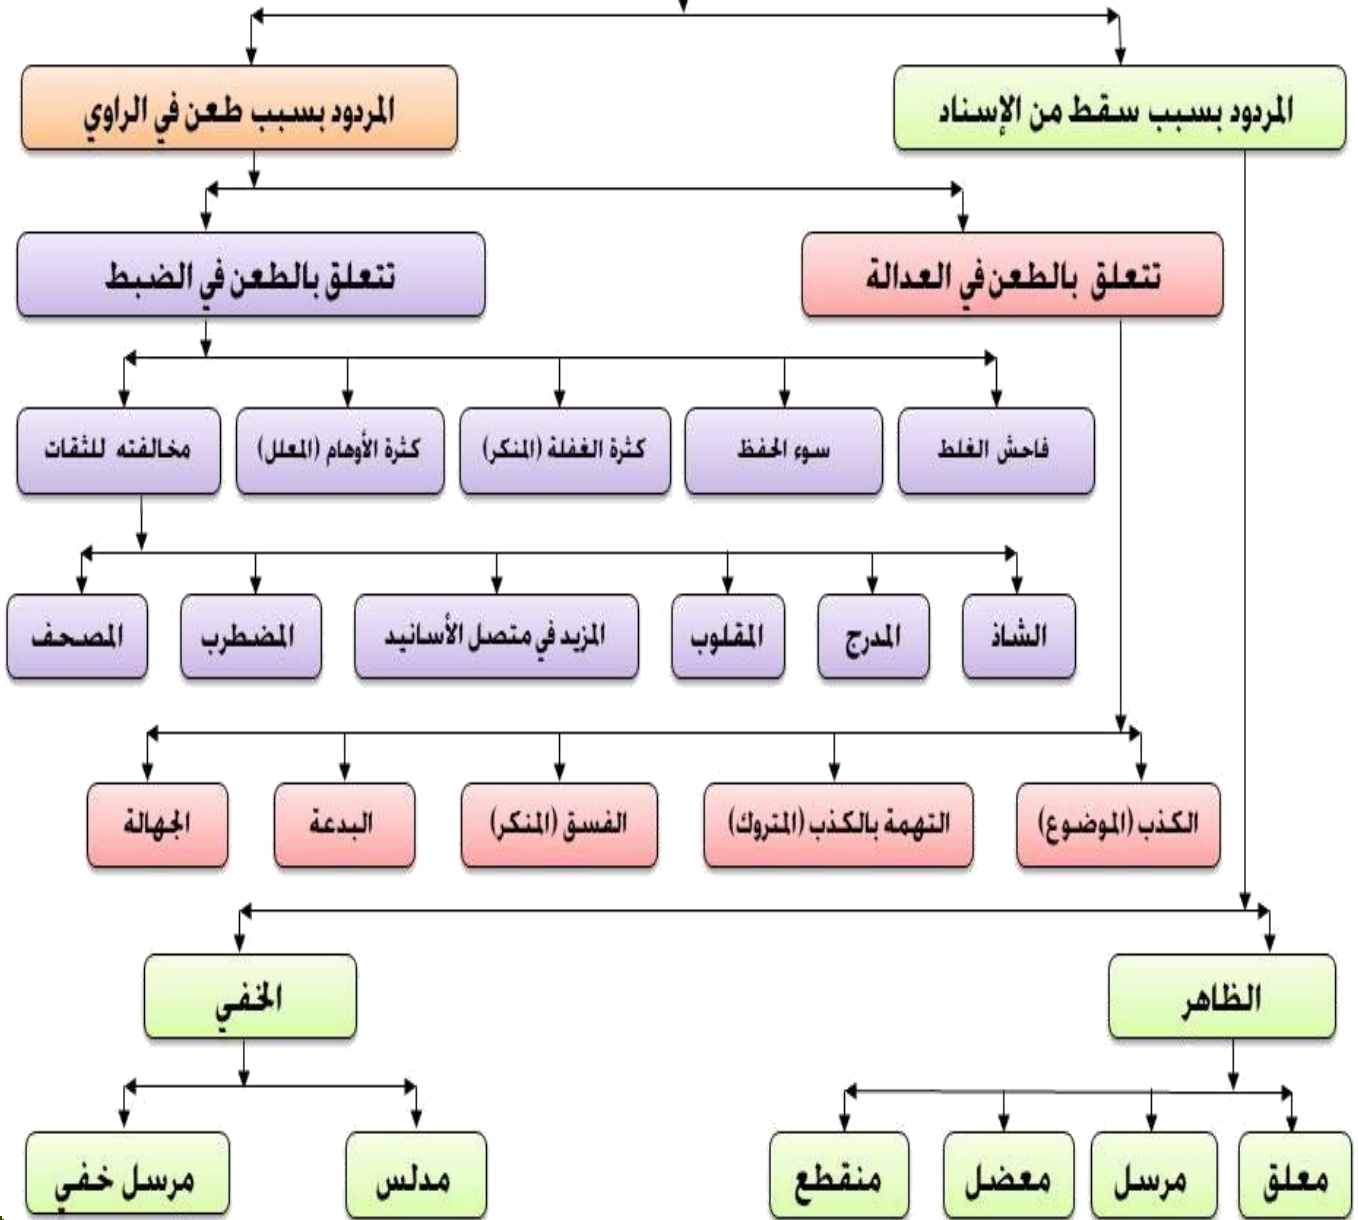 المردود بسبب سقط من الإسناد
المردود بسبب طعن في الراوي
تتعلق بالطعن في العدالة
تتعلق بالطعن في الضبط
فاحش الغلط
سوء الحفظ
كثرة الغفلة (المنكر)
كثرة الأوهام (المعلل)
مخالفته للثقات
الشاذ
المدرج
المقلوب
المزيد في متصل الأسانيد
المضطرب
المصحف
الكذب (الموضوع)
التهمة بالكذب (المتروك)
الفسق (المنكر)
البدعة
الجهالة
الظاهر
الخفي
معلق
مرسل
معضل
منقطع
مدلس
مرسل خفي